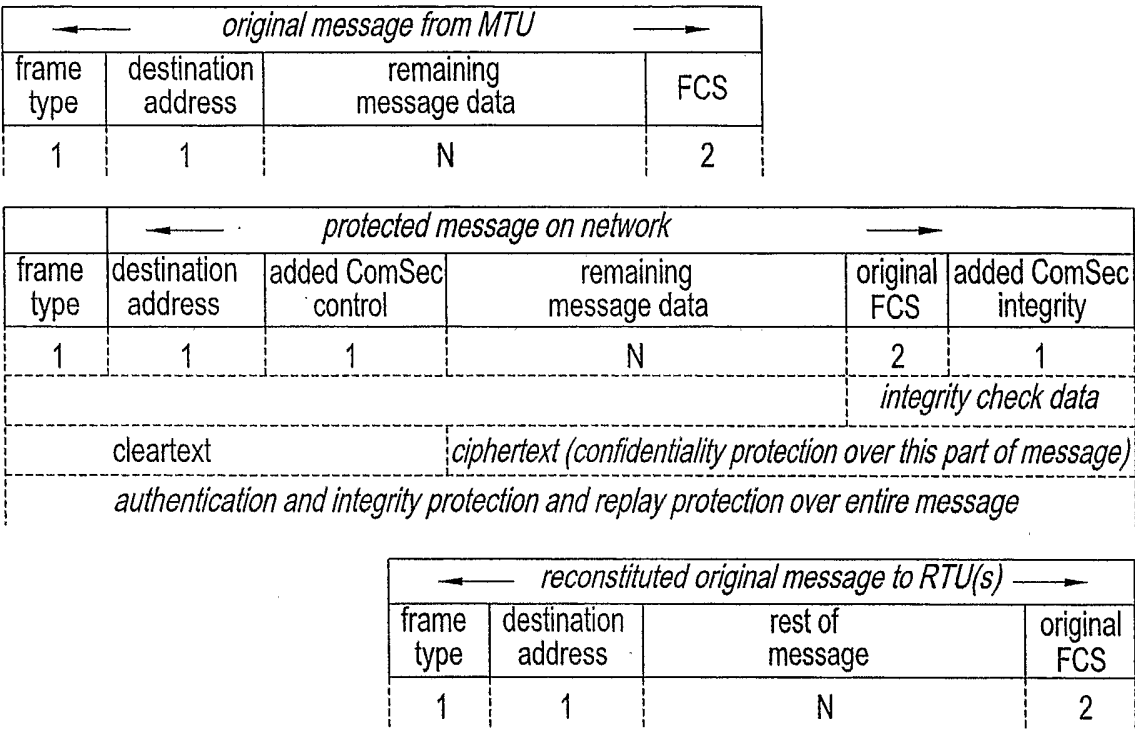 original message from MTU
frame type
destination address
remaining message data
FCS
1
1
N
2
protected message on network
frame type
destination address
added ComSec control
remaining message data
original FCS
added ComSec integrity
1
1
1
N
2
1
integrity check data
cleartext
ciphertext (confidentiality protection over this part of message)
authentication and integrity protection and replay protection over entire message
reconstituted original message to RTU(s)
frame type
destination address
rest of message
original FCS
1
1
N
2